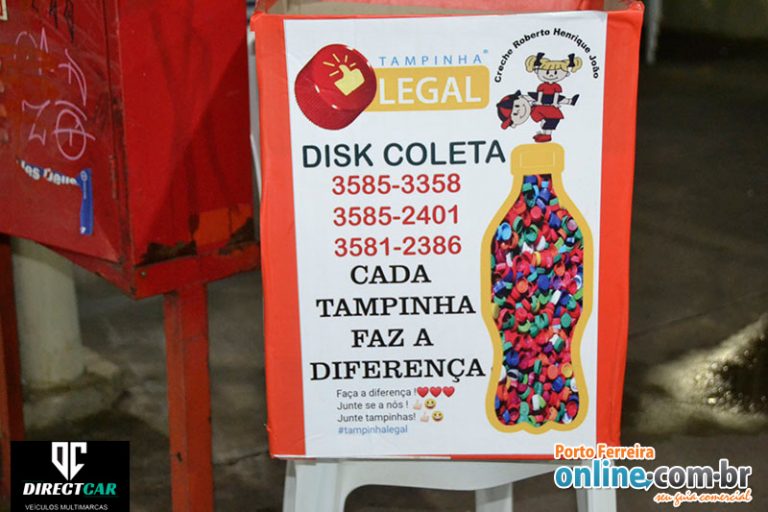 TAMPINHA®
LEGAL
Creche Roberto Henrique João
DISK COLETA
3585-3358
3585-2401
3581-2386
CADA
TAMPINHA
FAZ A
DIFERENÇA
Faça a diferença !❤️❤️❤️
Junte se a nós ! 👍🏻😃
Junte tampinhas! 👍🏻😃
#tampinhalegal
DIRECTCAR
VEÍCULOS MULTIMARCAS
Porto Ferreira
online.com.br
seu guia comercial